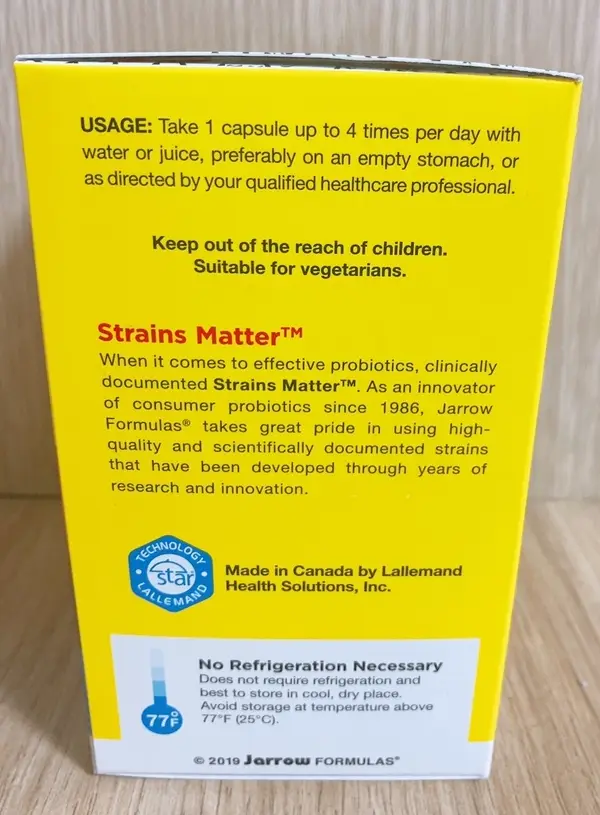 USAGE: Take 1 capsule up to 4 times per day with
water or juice, preferably on an empty stomach, or
as directed by your qualified healthcare professional.
Keep out of the reach of children.
Suitable for vegetarians.
Strains Matter™
When it comes to effective probiotics, clinically
documented Strains Matter™. As an innovator
of consumer probiotics since 1986, Jarrow
Formulas® takes great pride in using high-
quality and scientifically documented strains
that have been developed through years of
research and innovation.
TECHNOLOGY
star
LALLEMAND
Made in Canada by Lallemand
Health Solutions, Inc.
No Refrigeration Necessary
Does not require refrigeration and
best to store in cool, dry place.
Avoid storage at temperature above
77°F (25°C).
77°F
© 2019 Jarrow FORMULAS®